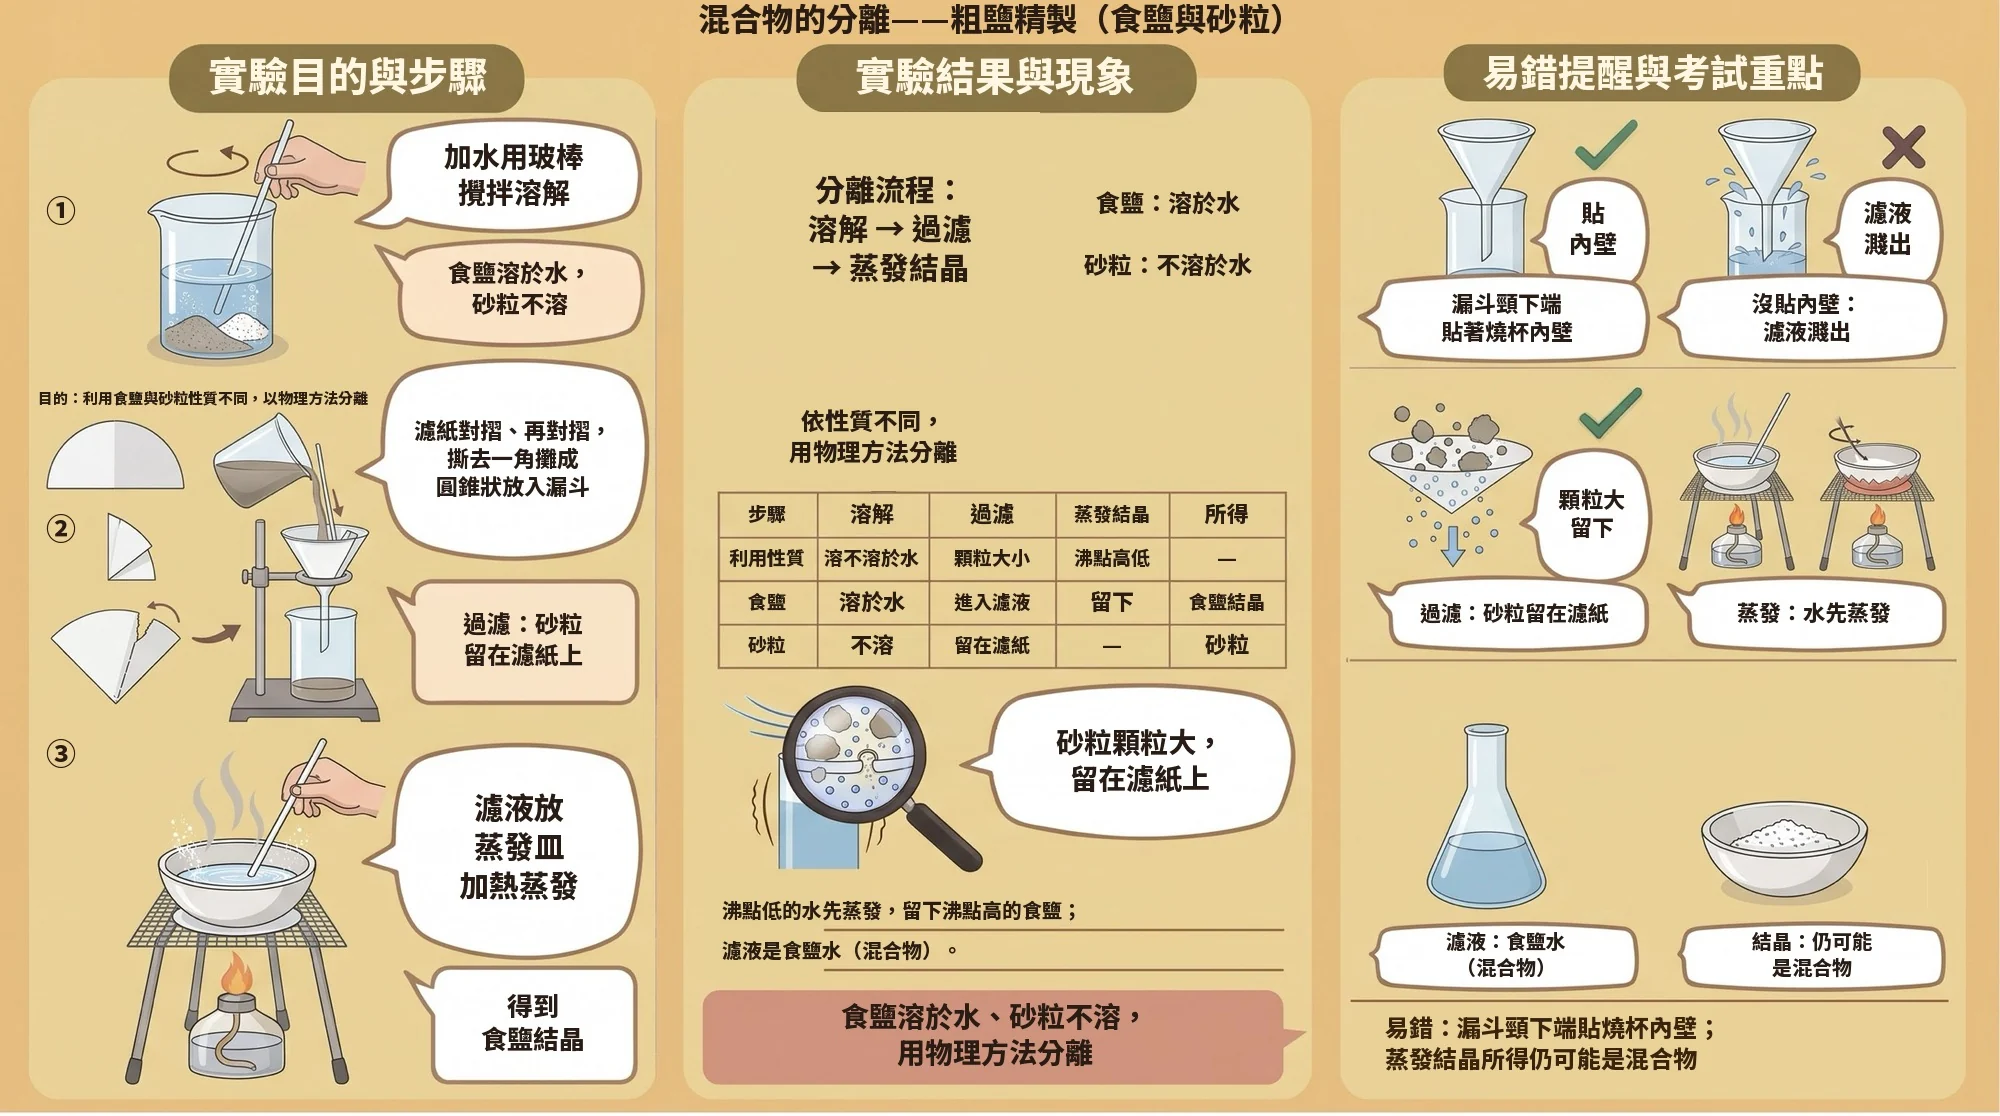 混合物的分離——粗鹽精製（食鹽與砂粒）
實驗目的與步驟
①
加水用玻棒
攪拌溶解
食鹽溶於水，
砂粒不溶
目的：利用食鹽與砂粒性質不同，以物理方法分離
濾紙對摺、再對摺，
撕去一角攤成
圓錐狀放入漏斗
②
過濾：砂粒
留在濾紙上
③
濾液放
蒸發皿
加熱蒸發
得到
食鹽結晶
實驗結果與現象
分離流程：
溶解 → 過濾
→ 蒸發結晶
食鹽：溶於水
砂粒：不溶於水
依性質不同，
用物理方法分離
步驟 溶解 過濾 蒸發結晶 所得
利用性質 溶不溶於水 顆粒大小 沸點高低 —
食鹽 溶於水 進入濾液 留下 食鹽結晶
砂粒 不溶 留在濾紙 — 砂粒
砂粒顆粒大，
留在濾紙上
沸點低的水先蒸發，留下沸點高的食鹽；
濾液是食鹽水（混合物）。
食鹽溶於水、砂粒不溶，
用物理方法分離
易錯提醒與考試重點
貼
內壁
濾液
濺出
漏斗頸下端
貼著燒杯內壁
沒貼內壁：
濾液濺出
顆粒大
留下
過濾：砂粒留在濾紙
蒸發：水先蒸發
濾液：食鹽水
（混合物）
結晶：仍可能
是混合物
易錯：漏斗頸下端貼燒杯內壁；
蒸發結晶所得仍可能是混合物